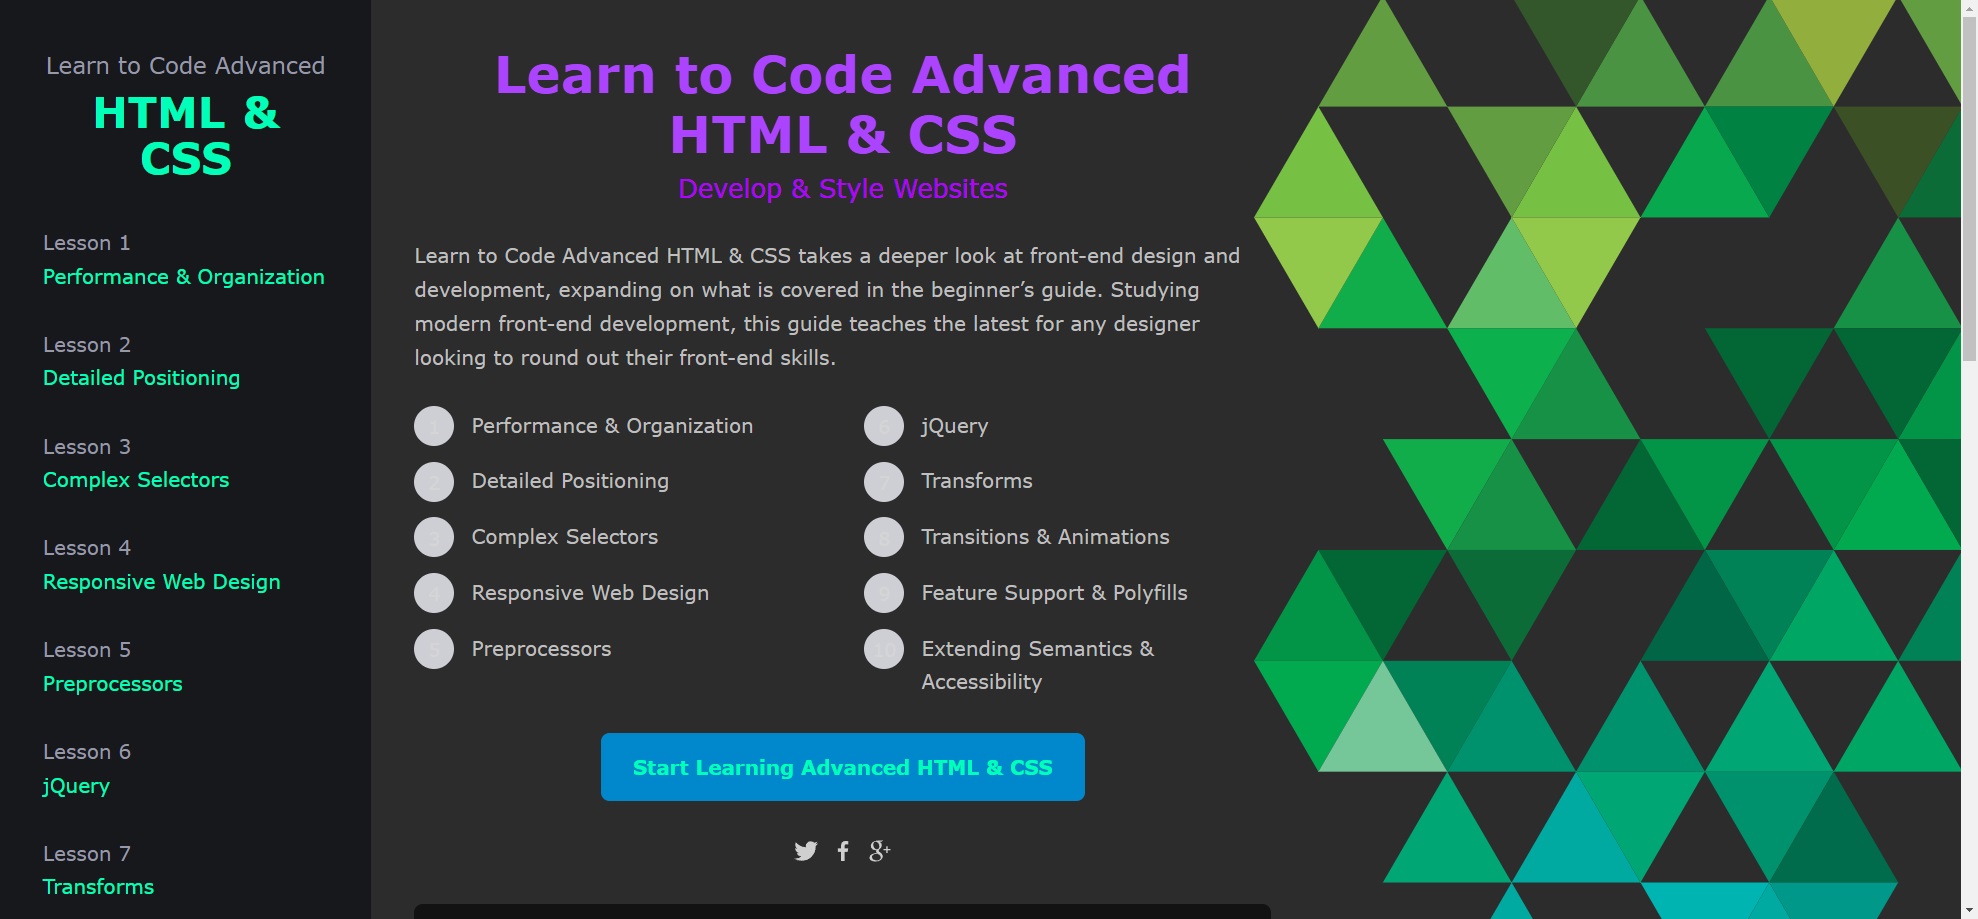 Learn to Code Advanced
HTML &
CSS
Lesson 1
Performance & Organization
Lesson 2
Detailed Positioning
Lesson 3
Complex Selectors
Lesson 4
Responsive Web Design
Lesson 5
Preprocessors
Lesson 6
jQuery
Lesson 7
Transforms
Learn to Code Advanced
HTML & CSS
Develop & Style Websites
Learn to Code Advanced HTML & CSS takes a deeper look at front-end design and
development, expanding on what is covered in the beginner’s guide. Studying
modern front-end development, this guide teaches the latest for any designer
looking to round out their front-end skills.
1 Performance & Organization
2 Detailed Positioning
3 Complex Selectors
4 Responsive Web Design
5 Preprocessors
6 jQuery
7 Transforms
8 Transitions & Animations
9 Feature Support & Polyfills
10 Extending Semantics &
Accessibility
Start Learning Advanced HTML & CSS